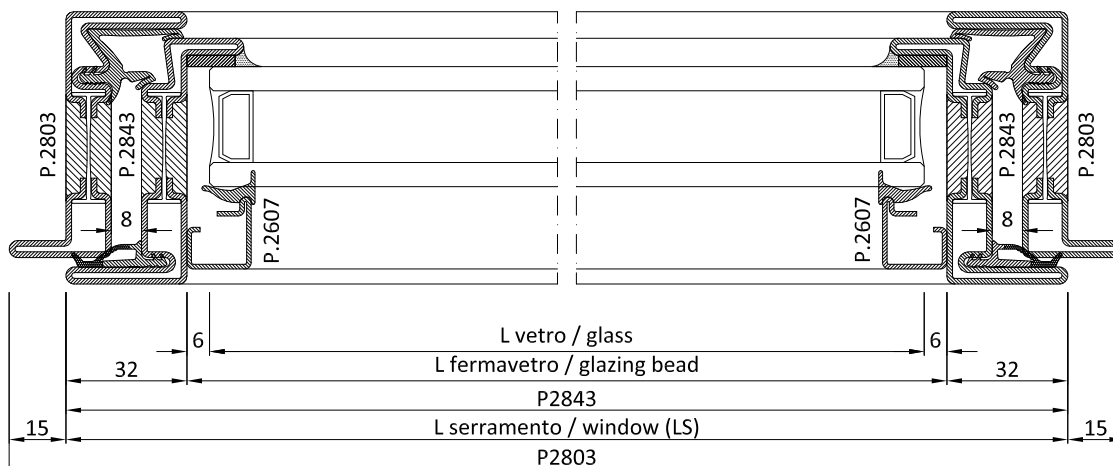 P.2803
P.2843
P.2607
P.2607
P.2843
P.2803
8
8
6
L vetro / glass
6
32
L fermavetro / glazing bead
32
P2843
15
L serramento / window (LS)
15
P2803